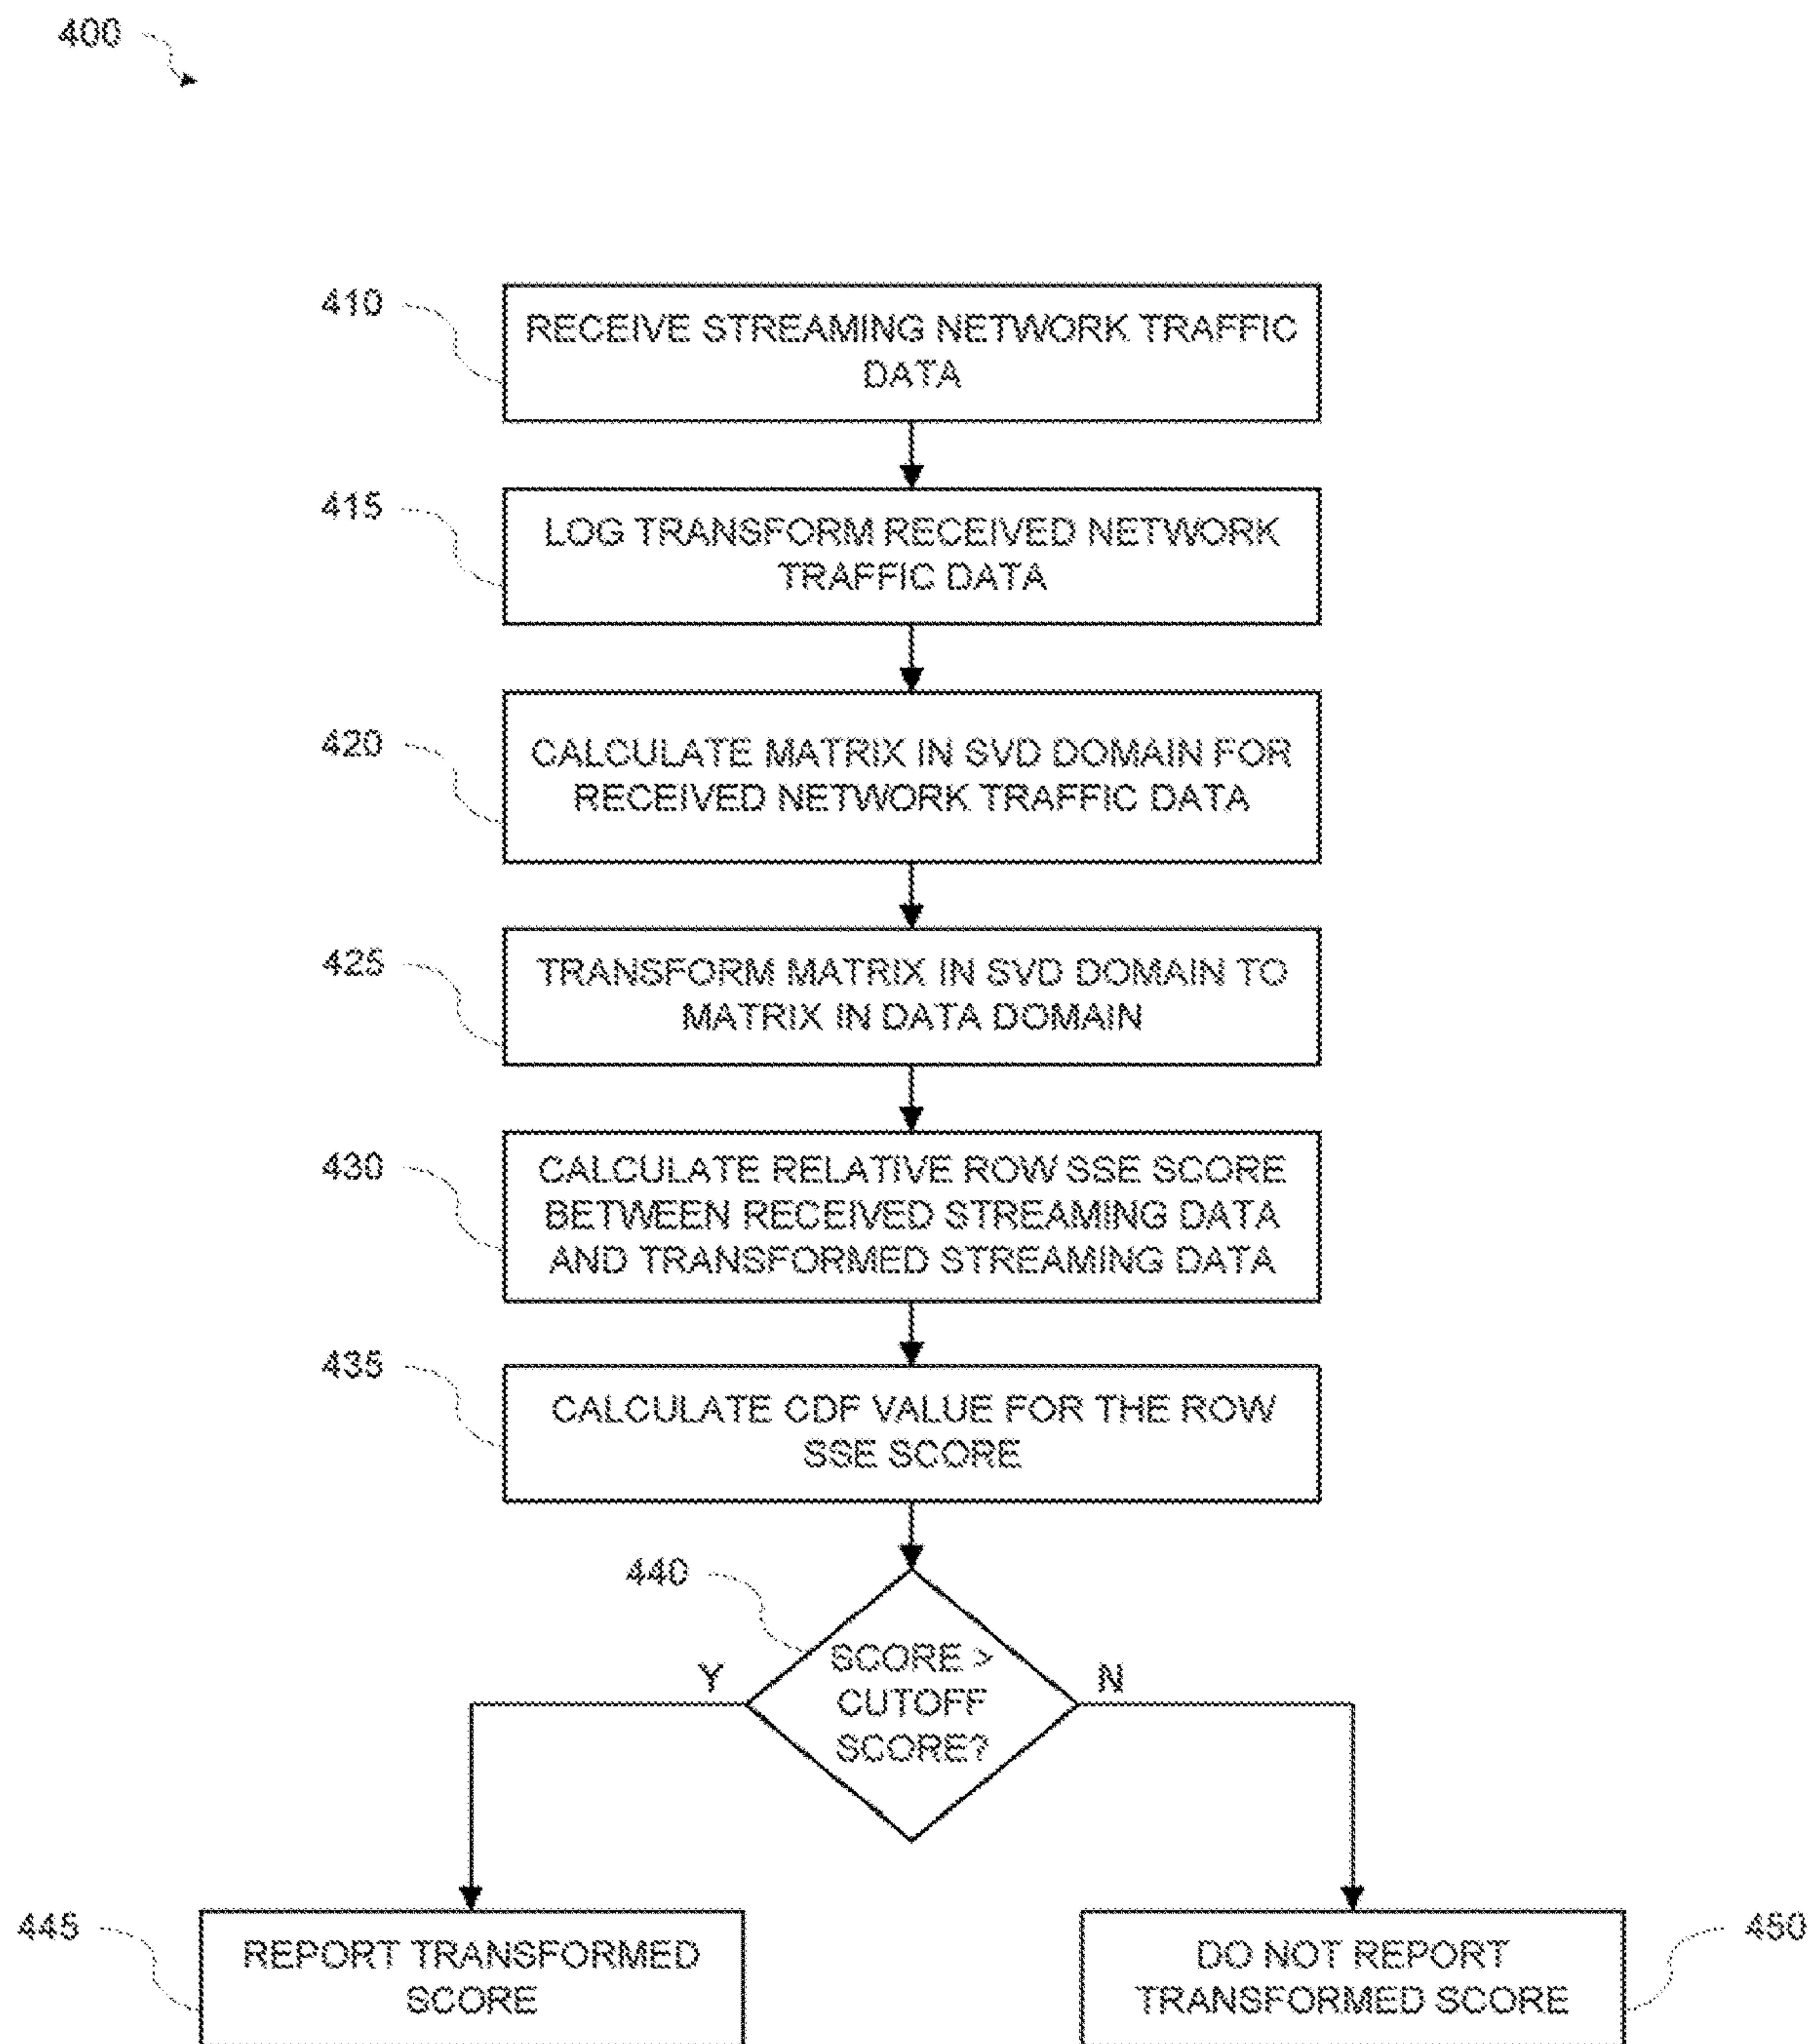 400
410
RECEIVE STREAMING NETWORK TRAFFIC
DATA
415
LOG TRANSFORM RECEIVED NETWORK
TRAFFIC DATA
420
CALCULATE MATRIX IN SVD DOMAIN FOR
RECEIVED NETWORK TRAFFIC DATA
425
TRANSFORM MATRIX IN SVD DOMAIN TO
MATRIX IN DATA DOMAIN
430
CALCULATE RELATIVE ROW SSE SCORE
BETWEEN RECEIVED STREAMING DATA
AND TRANSFORMED STREAMING DATA
435
CALCULATE CDF VALUE FOR THE ROW
SSE SCORE
440
SCORE >
CUTOFF
SCORE?
Y
N
445
REPORT TRANSFORMED
SCORE
DO NOT REPORT
TRANSFORMED SCORE
450